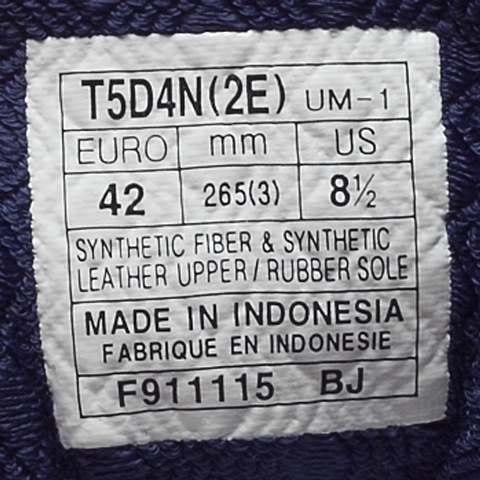 T5D4N(2E) UM-1
EURO mm US
42 265(3) 8½
SYNTHETIC FIBER & SYNTHETIC
LEATHER UPPER / RUBBER SOLE
MADE IN INDONESIA
FABRIQUE EN INDONESIE
F911115 BJ